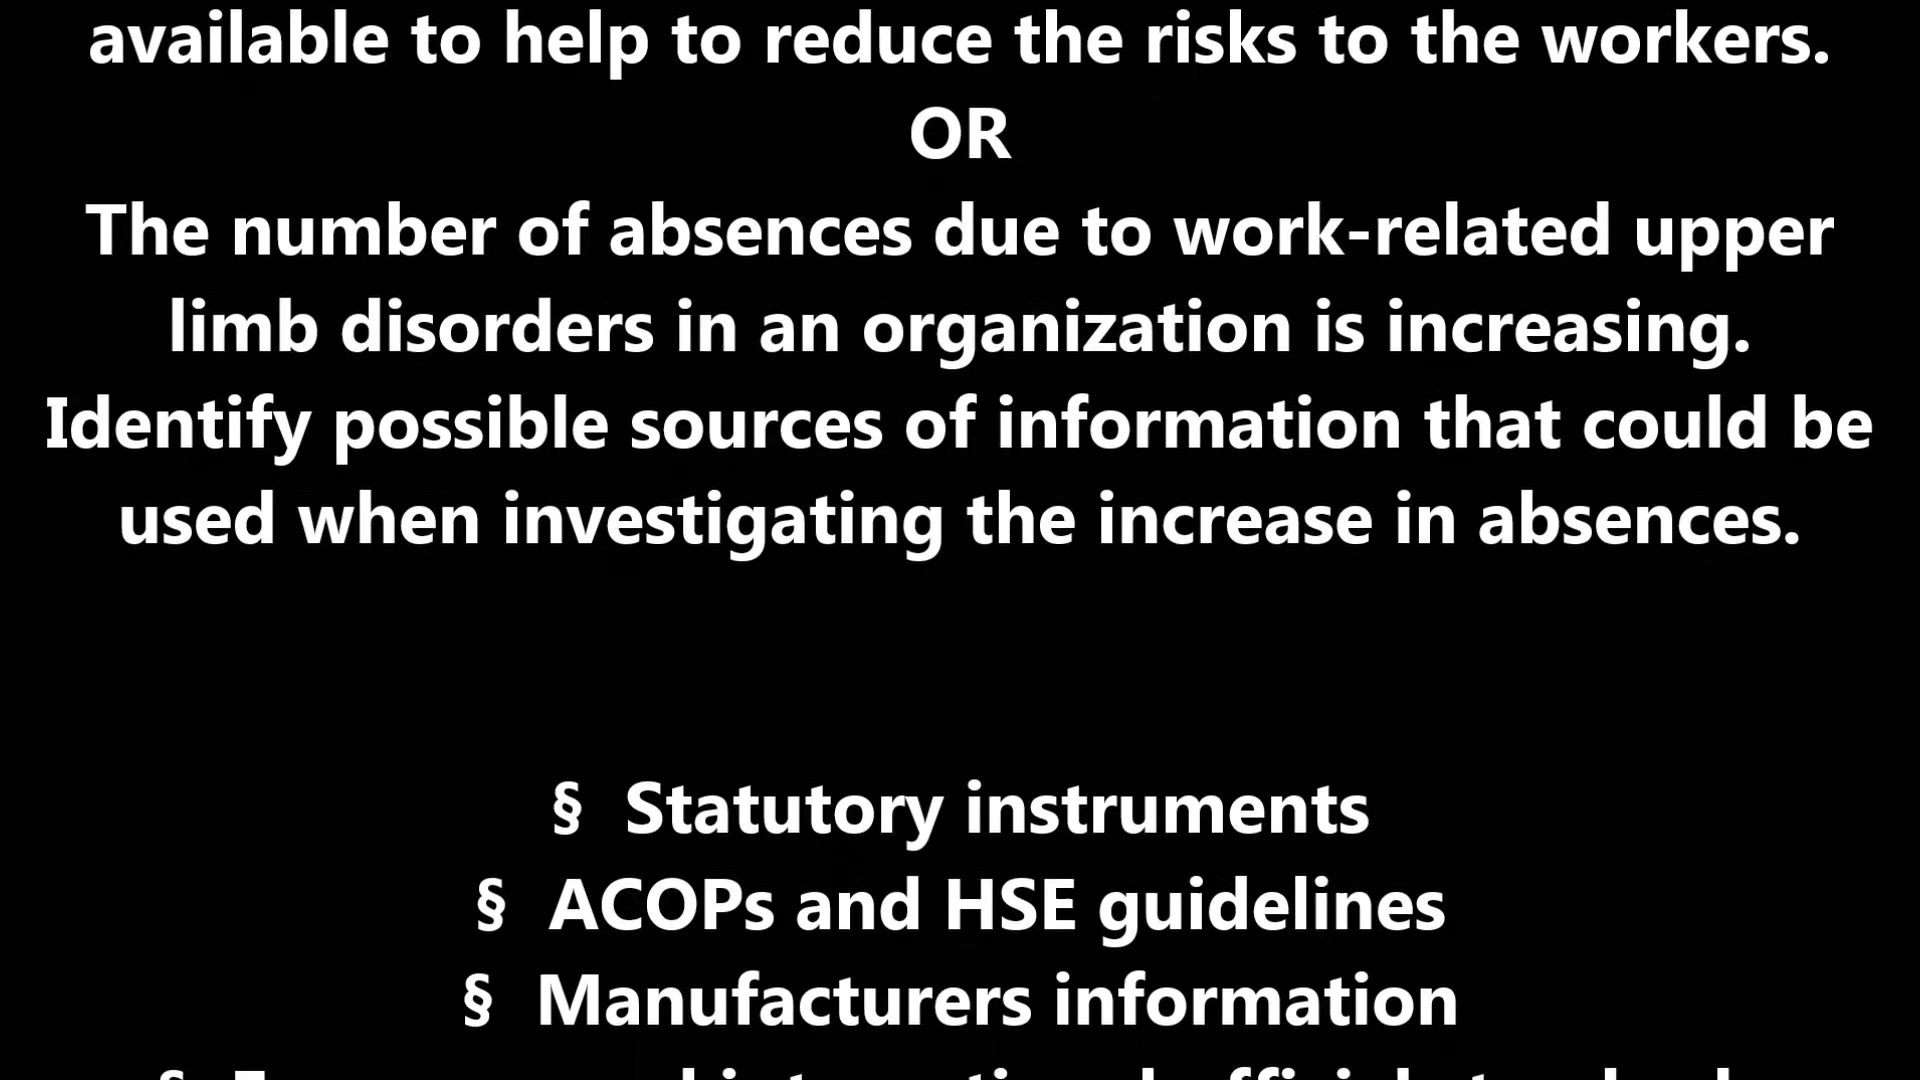 available to help to reduce the risks to the workers.
OR
The number of absences due to work-related upper
limb disorders in an organization is increasing.
Identify possible sources of information that could be
used when investigating the increase in absences.
§ Statutory instruments
§ ACOPs and HSE guidelines
§ Manufacturers information